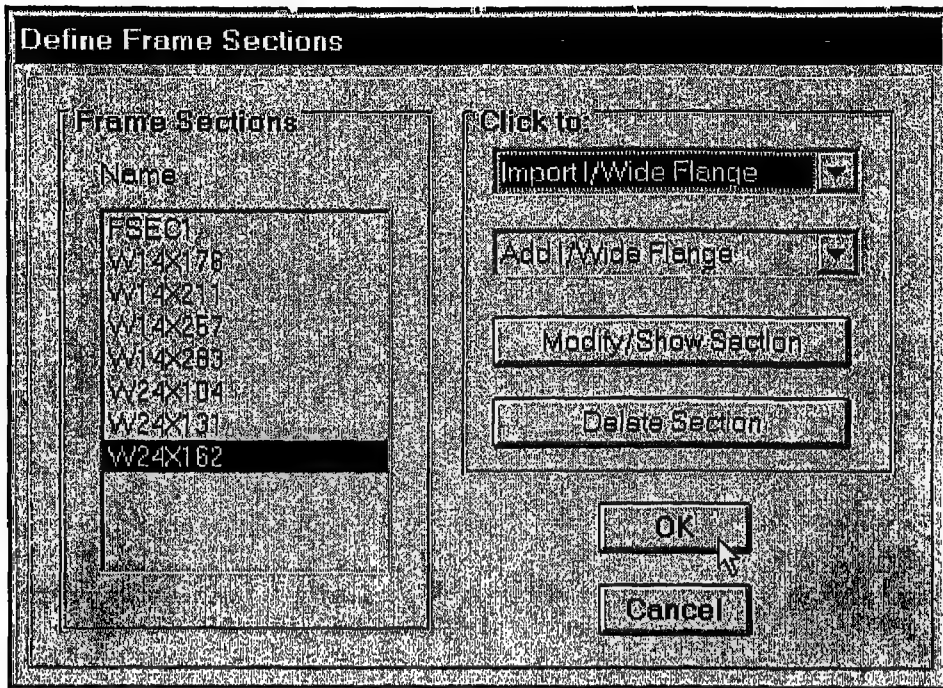 Define Frame Sections
Frame Sections
Name
FSEC1
W14X176
W14X211
W14X257
W14X283
W24X104
W24X131
W24X162
Click to:
Import I/Wide Flange
Add I/Wide Flange
Modify/Show Section
Delete Section
OK
Cancel